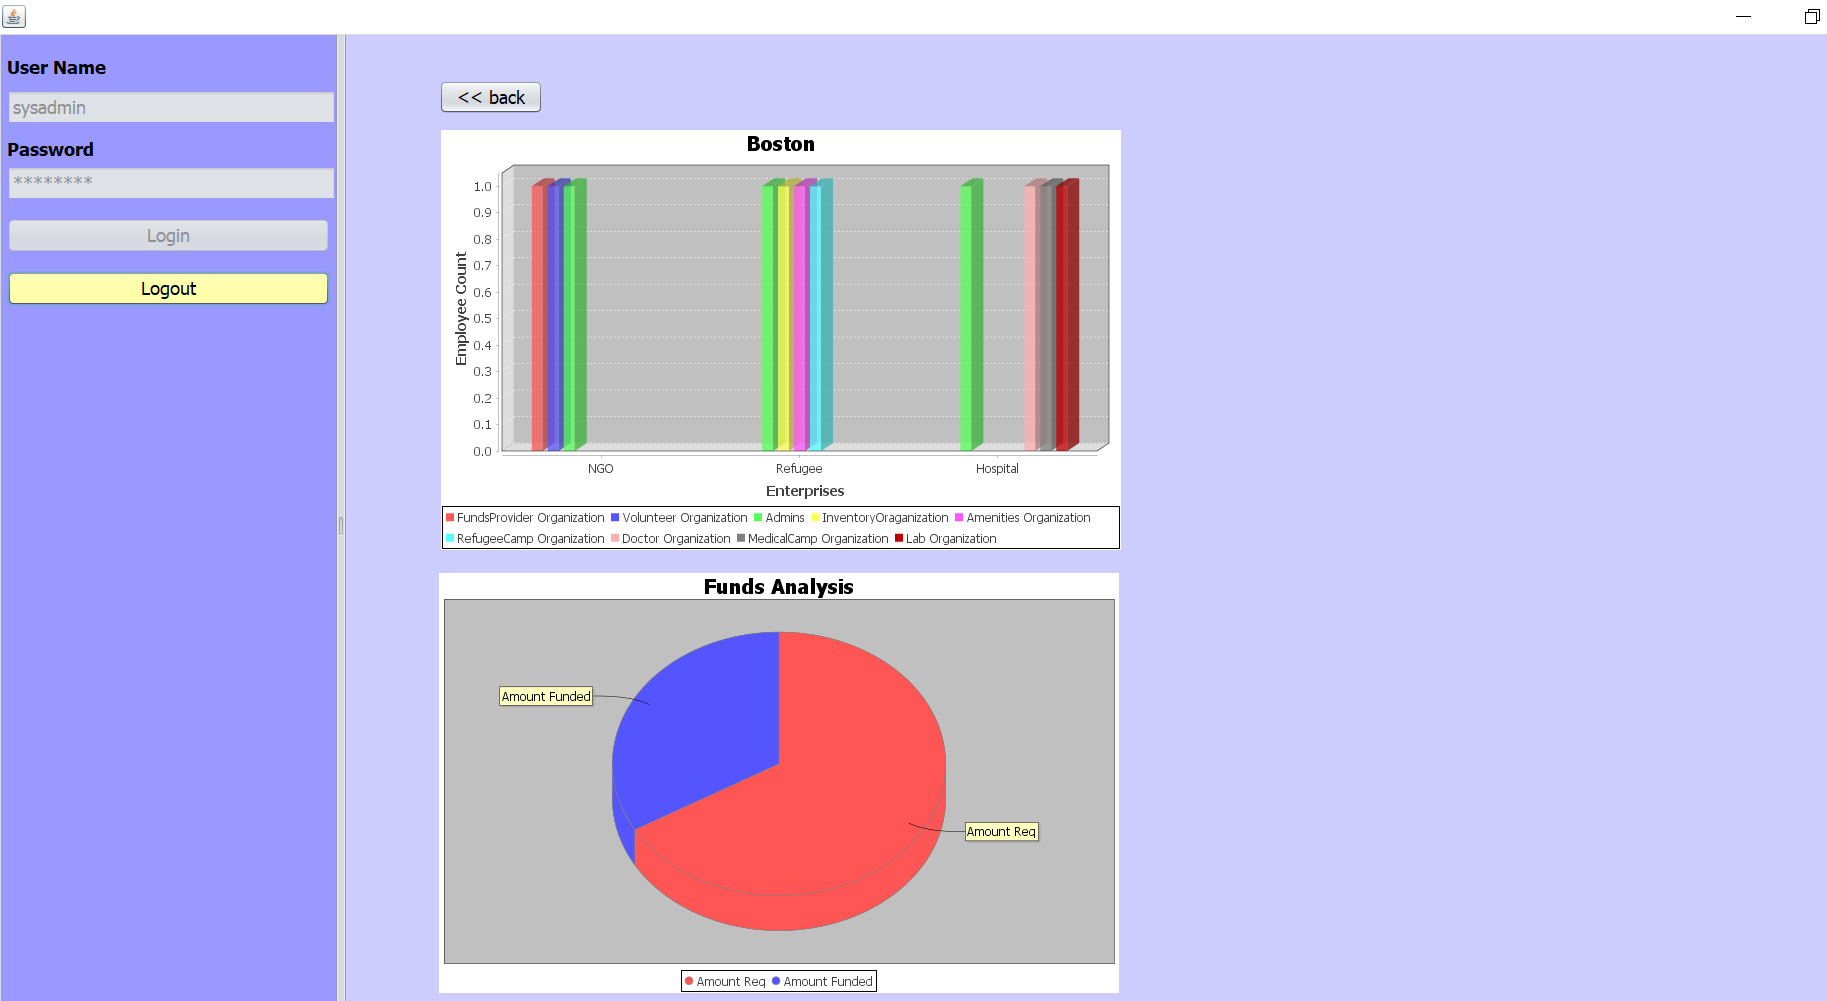 User Name
sysadmin
Password
********
Login
Logout
<< back
Boston
1.0
0.9
0.8
0.7
0.6
0.5
0.4
0.3
0.2
0.1
0.0
Employee Count
NGO Refugee Hospital
Enterprises
FundsProvider Organization Volunteer Organization Admins InventoryOraganization Amenities Organization
RefugeeCamp Organization Doctor Organization MedicalCamp Organization Lab Organization
Funds Analysis
Amount Funded
Amount Req
Amount Req Amount Funded